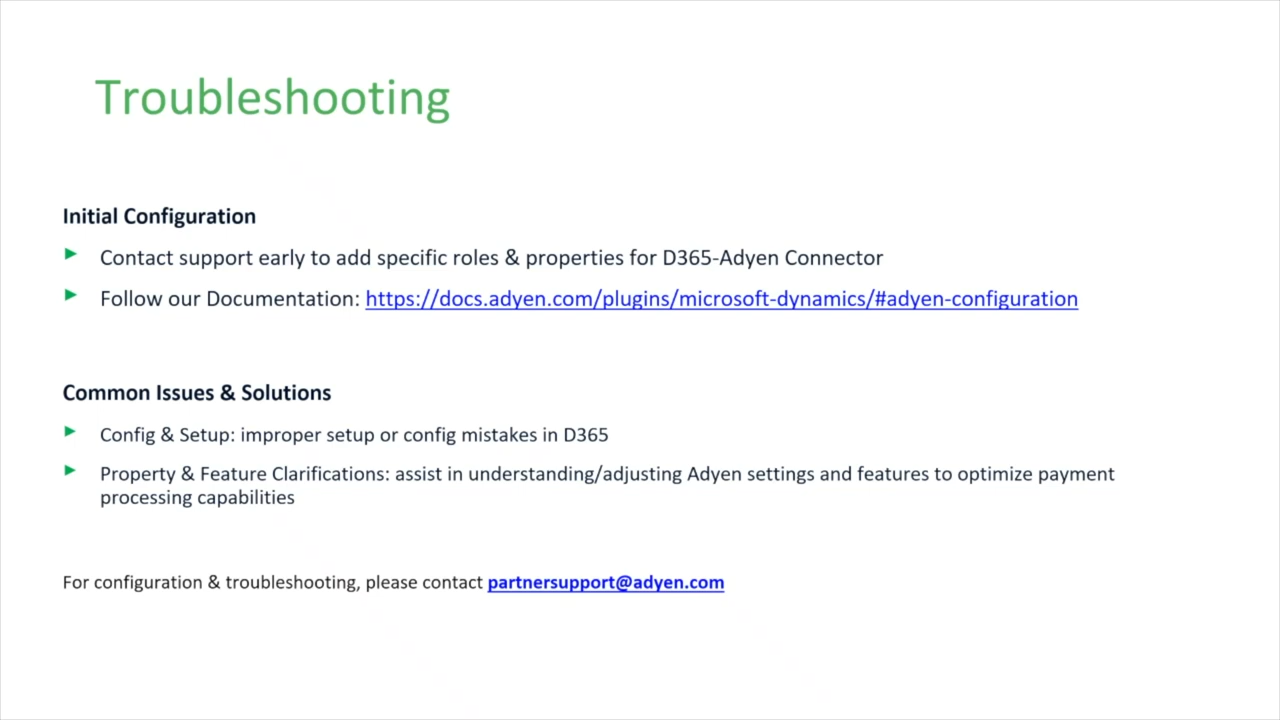 Troubleshooting
Initial Configuration
Contact support early to add specific roles & properties for D365-Adyen Connector
Follow our Documentation: https://docs.adyen.com/plugins/microsoft-dynamics/#adyen-configuration
Common Issues & Solutions
Config & Setup: improper setup or config mistakes in D365
Property & Feature Clarifications: assist in understanding/adjusting Adyen settings and features to optimize payment
processing capabilities
For configuration & troubleshooting, please contact partnersupport@adyen.com